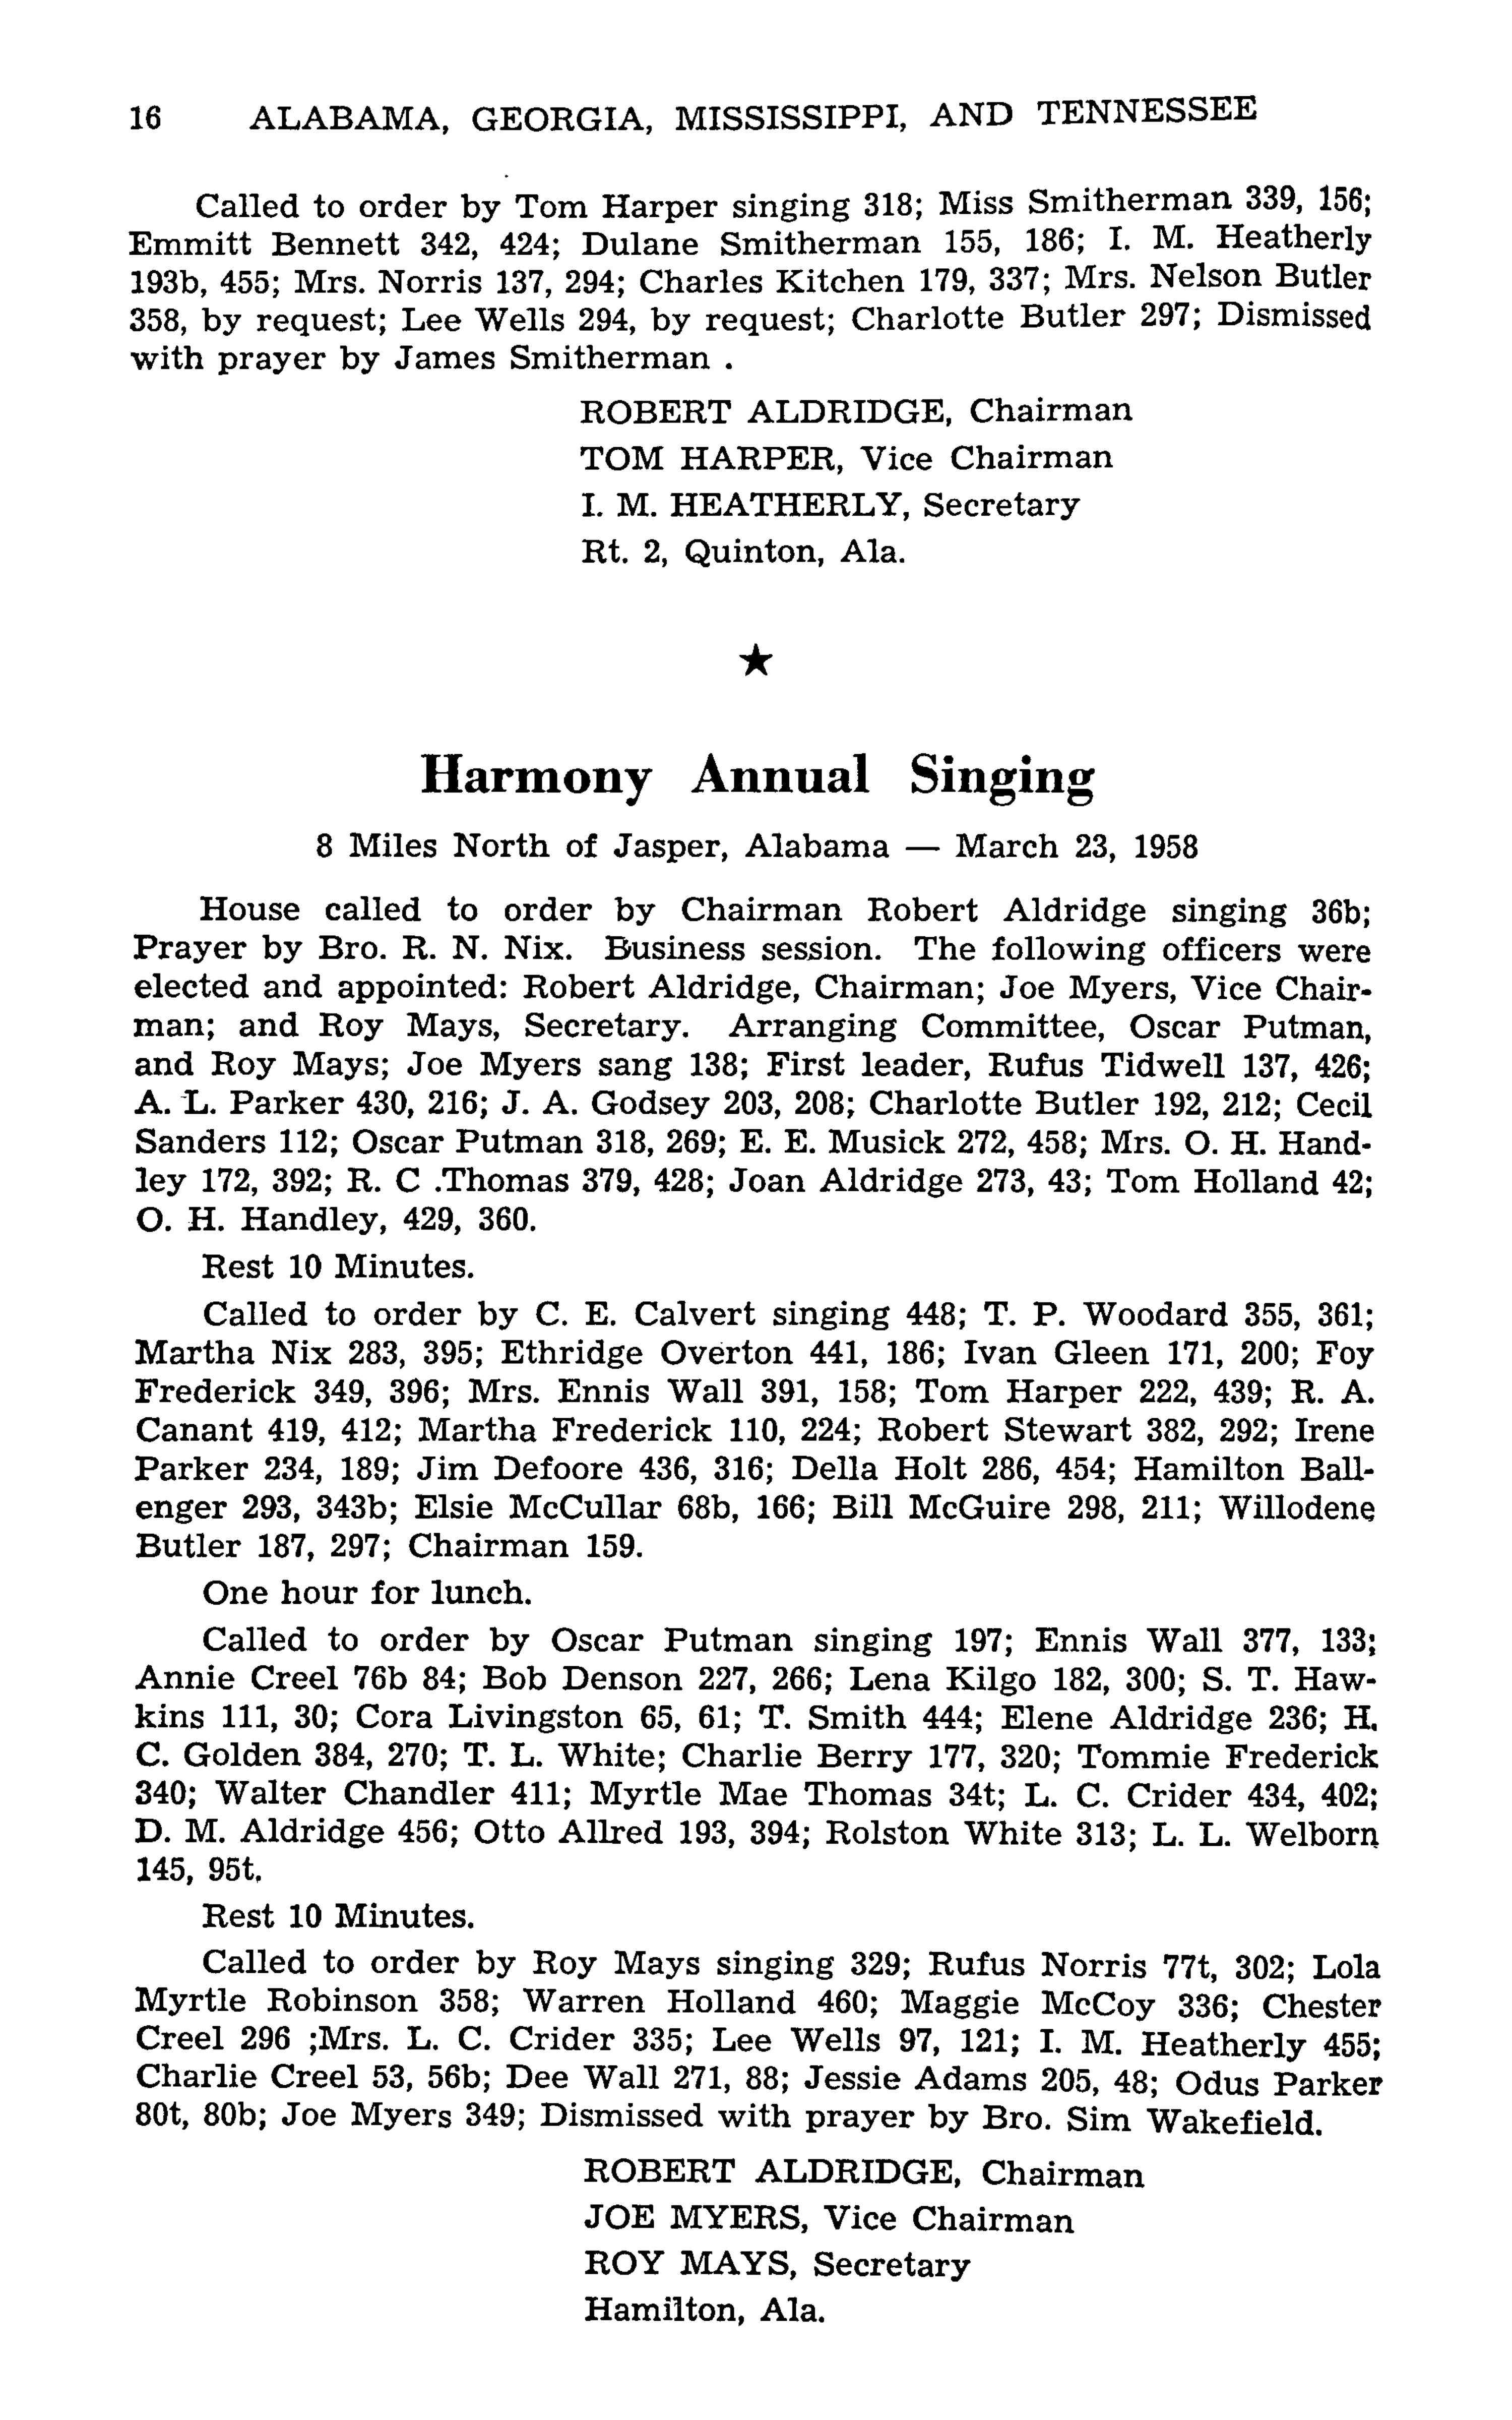 16 ALABAMA, GEORGIA, MISSISSIPPI, AND TENNESSEE
Called to order by Tom Harper singing 318; Miss Smitherman 339, 156;
Emmitt Bennett 342, 424; Dulane Smitherman 155, 186; I. M. Heatherly
193b, 455; Mrs. Norris 137, 294; Charles Kitchen 179, 337; Mrs. Nelson Butler
358, by request; Lee Wells 294, by request; Charlotte Butler 297; Dismissed
with prayer by James Smitherman .
ROBERT ALDRIDGE, Chairman
TOM HARPER, Vice Chairman
I. M. HEATHERLY, Secretary
Rt. 2, Quinton, Ala.
★
Harmony Annual Singing
8 Miles North of Jasper, Alabama — March 23, 1958
House called to order by Chairman Robert Aldridge singing 36b;
Prayer by Bro. R. N. Nix. Business session. The following officers were
elected and appointed: Robert Aldridge, Chairman; Joe Myers, Vice Chair-
man; and Roy Mays, Secretary. Arranging Committee, Oscar Putman,
and Roy Mays; Joe Myers sang 138; First leader, Rufus Tidwell 137, 426;
A. L. Parker 430, 216; J. A. Godsey 203, 208; Charlotte Butler 192, 212; Cecil
Sanders 112; Oscar Putman 318, 269; E. E. Musick 272, 458; Mrs. O. H. Hand-
ley 172, 392; R. C .Thomas 379, 428; Joan Aldridge 273, 43; Tom Holland 42;
O. H. Handley, 429, 360.
Rest 10 Minutes.
Called to order by C. E. Calvert singing 448; T. P. Woodard 355, 361;
Martha Nix 283, 395; Ethridge Overton 441, 186; Ivan Gleen 171, 200; Foy
Frederick 349, 396; Mrs. Ennis Wall 391, 158; Tom Harper 222, 439; R. A.
Canant 419, 412; Martha Frederick 110, 224; Robert Stewart 382, 292; Irene
Parker 234, 189; Jim Defoore 436, 316; Della Holt 286, 454; Hamilton Ball-
enger 293, 343b; Elsie McCullar 68b, 166; Bill McGuire 298, 211; Willodene
Butler 187, 297; Chairman 159.
One hour for lunch.
Called to order by Oscar Putman singing 197; Ennis Wall 377, 133;
Annie Creel 76b 84; Bob Denson 227, 266; Lena Kilgo 182, 300; S. T. Haw-
kins 111, 30; Cora Livingston 65, 61; T. Smith 444; Elene Aldridge 236; H.
C. Golden 384, 270; T. L. White; Charlie Berry 177, 320; Tommie Frederick
340; Walter Chandler 411; Myrtle Mae Thomas 34t; L. C. Crider 434, 402;
D. M. Aldridge 456; Otto Allred 193, 394; Rolston White 313; L. L. Welborn
145, 95t.
Rest 10 Minutes.
Called to order by Roy Mays singing 329; Rufus Norris 77t, 302; Lola
Myrtle Robinson 358; Warren Holland 460; Maggie McCoy 336; Chester
Creel 296 ;Mrs. L. C. Crider 335; Lee Wells 97, 121; I. M. Heatherly 455;
Charlie Creel 53, 56b; Dee Wall 271, 88; Jessie Adams 205, 48; Odus Parker
80t, 80b; Joe Myers 349; Dismissed with prayer by Bro. Sim Wakefield.
ROBERT ALDRIDGE, Chairman
JOE MYERS, Vice Chairman
ROY MAYS, Secretary
Hamilton, Ala.